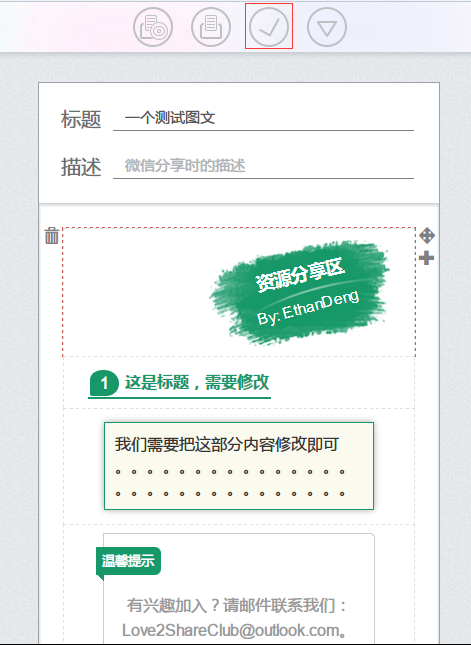 标题 一个测试图文
描述 微信分享时的描述
资源分享区
By: EthanDeng
1 这是标题，需要修改
我们需要把这部分内容修改即可
。。。。。。。。。。。。。。。
。。。。。。。。。。。。。。。
温馨提示
有兴趣加入？请邮件联系我们：
Love2ShareClub@outlook.com。